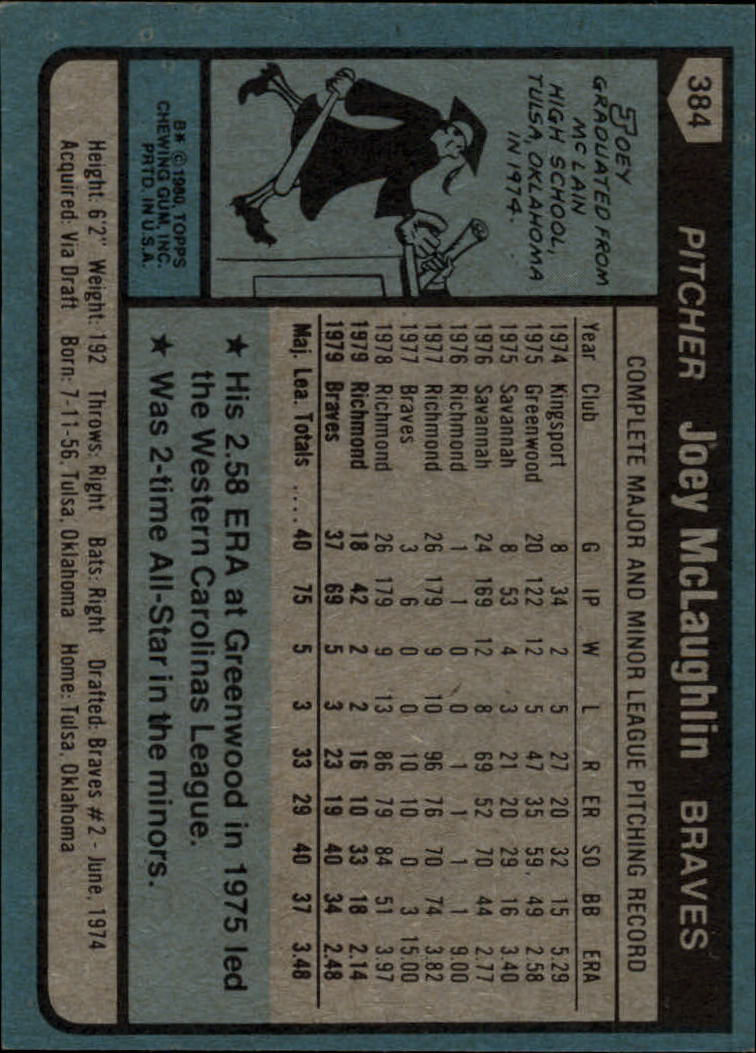 384
PITCHER Joey McLaughlin BRAVES
JOEY
GRADUATED FROM
MC LAIN
HIGH SCHOOL,
TULSA, OKLAHOMA
IN 1974.
B* © 1980 TOPPS
CHEWING GUM, INC.
PRTD. IN U.S.A.
COMPLETE MAJOR AND MINOR LEAGUE PITCHING RECORD
Year Club G IP W L R ER SO BB ERA
1974 Kingsport 8 34 2 5 27 20 32 15 5.29
1975 Greenwood 20 122 12 5 47 35 59 49 2.58
1975 Savannah 8 53 4 3 21 20 29 16 3.40
1976 Savannah 24 169 12 8 69 52 70 44 2.77
1976 Richmond 1 1 0 0 1 1 1 1 9.00
1977 Richmond 26 179 9 10 96 76 70 74 3.82
1977 Braves 3 6 0 0 10 10 0 3 15.00
1978 Richmond 26 179 9 13 86 79 84 51 3.97
1979 Richmond 18 42 2 2 16 10 33 18 2.14
1979 Braves 37 69 5 3 23 19 40 34 2.48
Maj. Lea. Totals .... 40 75 5 3 33 29 40 37 3.48
★ His 2.58 ERA at Greenwood in 1975 led
the Western Carolinas League.
★ Was 2-time All-Star in the minors.
Height: 6'2" Weight: 192 Throws: Right Bats: Right Drafted: Braves #2 - June, 1974
Acquired: Via Draft Born: 7-11-56, Tulsa, Oklahoma Home: Tulsa, Oklahoma